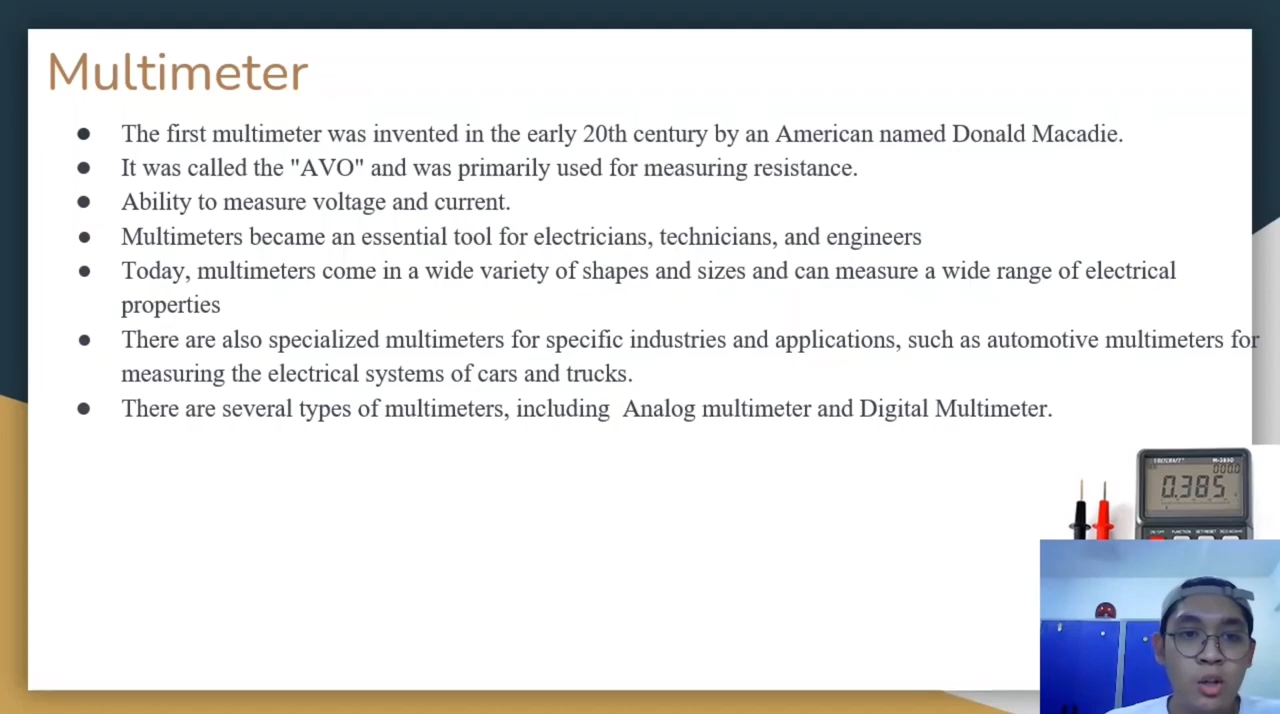 Multimeter
The first multimeter was invented in the early 20th century by an American named Donald Macadie.
It was called the "AVO" and was primarily used for measuring resistance.
Ability to measure voltage and current.
Multimeters became an essential tool for electricians, technicians, and engineers
Today, multimeters come in a wide variety of shapes and sizes and can measure a wide range of electrical
properties
There are also specialized multimeters for specific industries and applications, such as automotive multimeters for
measuring the electrical systems of cars and trucks.
There are several types of multimeters, including  Analog multimeter and Digital Multimeter.
000.0
0.385